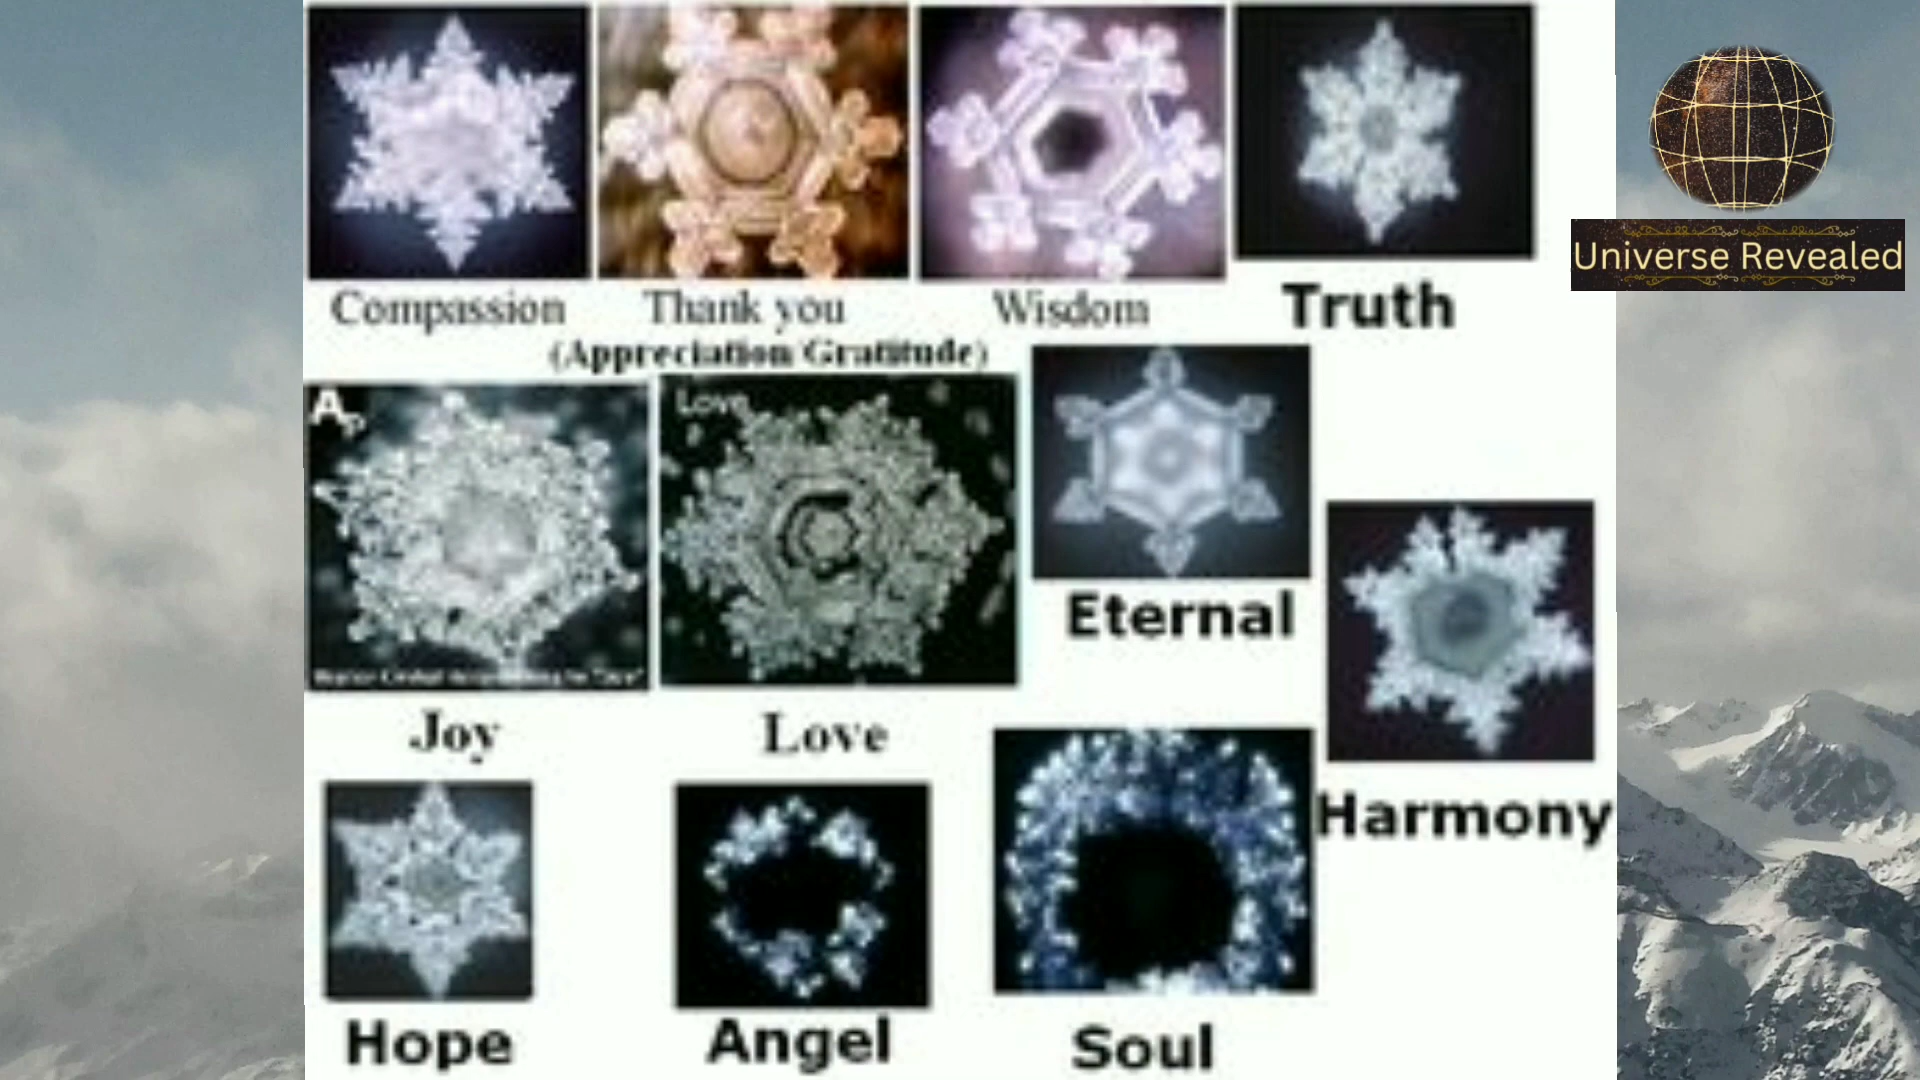 Universe Revealed
Compassion
Thank you
(Appreciation/Gratitude)
Wisdom
Truth
A
Love
Eternal
Joy
Love
Harmony
Hope
Angel
Soul